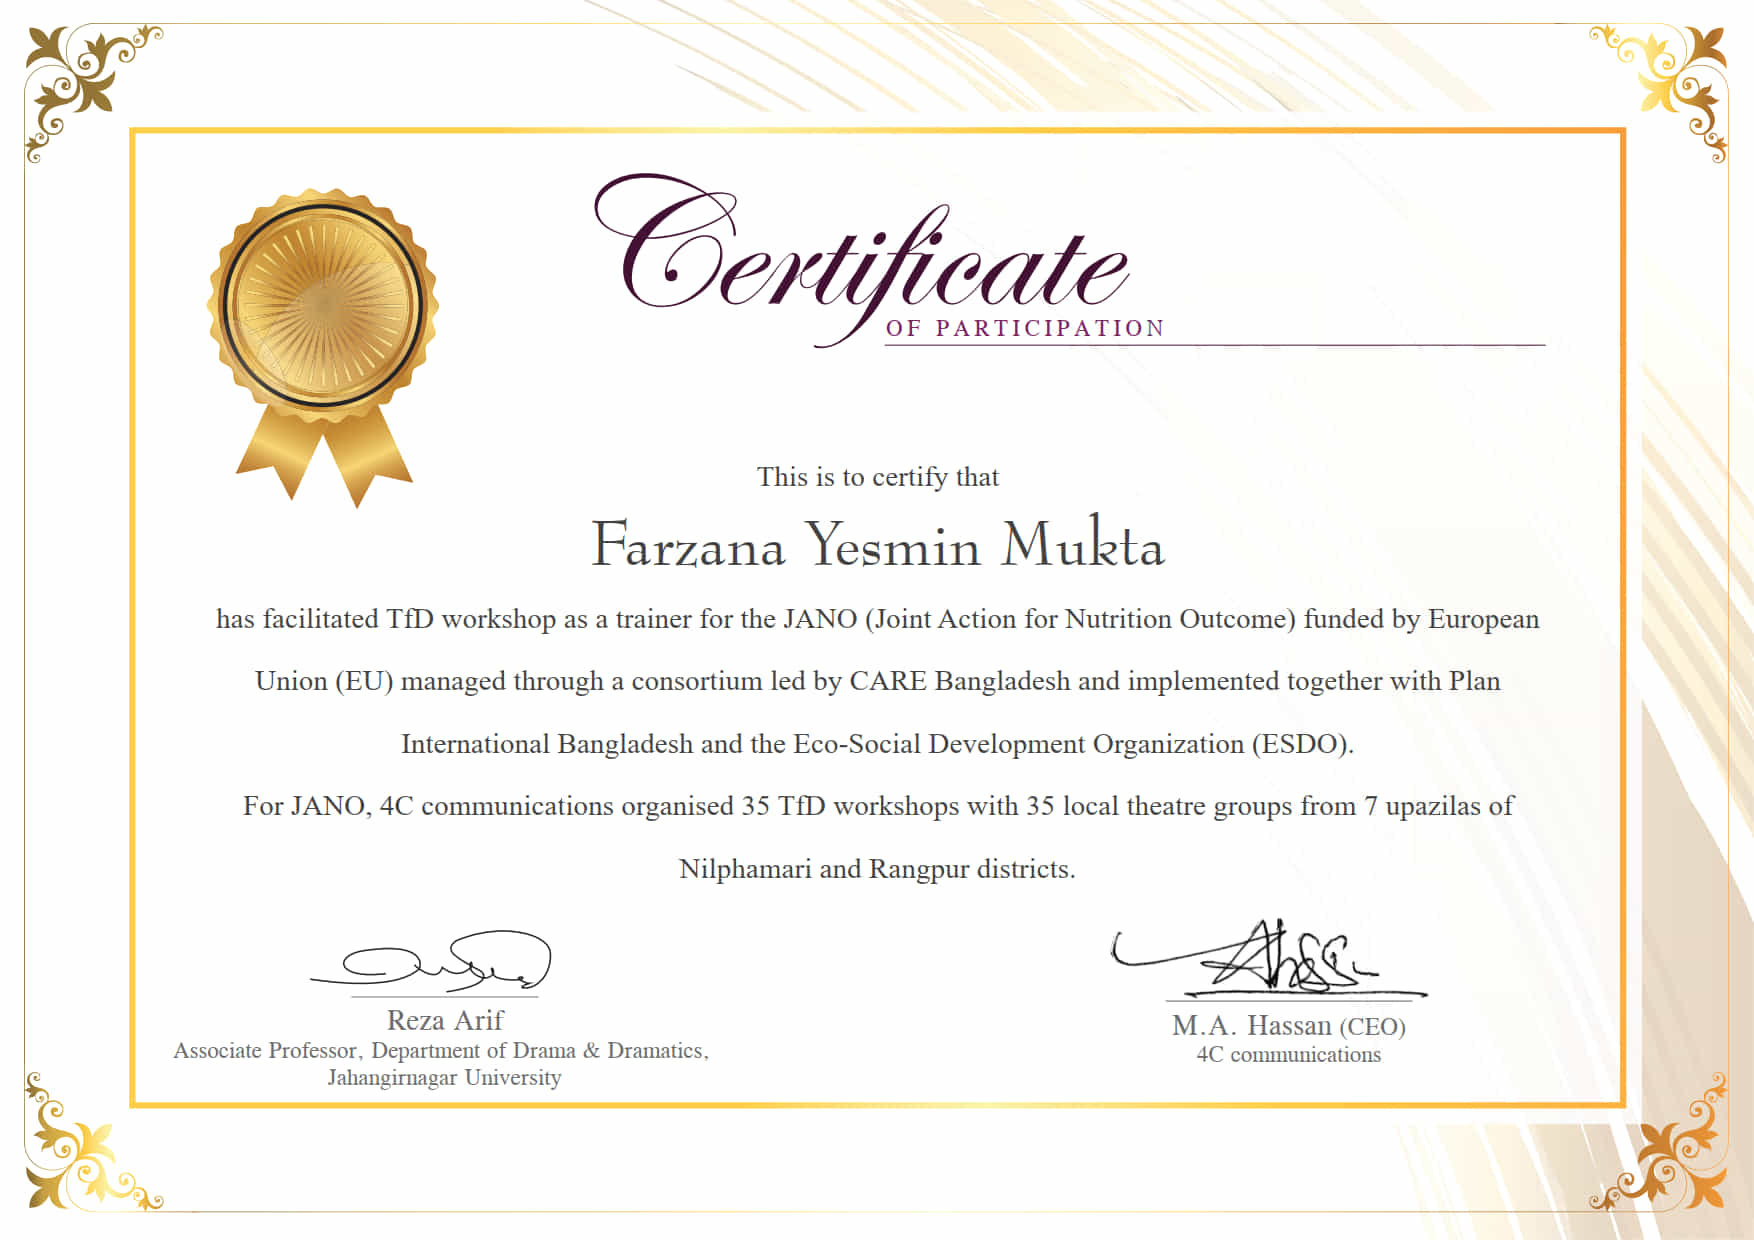 Certificate
OF PARTICIPATION
This is to certify that
Farzana Yesmin Mukta
has facilitated TfD workshop as a trainer for the JANO (Joint Action for Nutrition Outcome) funded by European
Union (EU) managed through a consortium led by CARE Bangladesh and implemented together with Plan
International Bangladesh and the Eco-Social Development Organization (ESDO).
For JANO, 4C communications organised 35 TfD workshops with 35 local theatre groups from 7 upazilas of
Nilphamari and Rangpur districts.
Reza Arif
Associate Professor, Department of Drama & Dramatics,
Jahangirnagar University
M.A. Hassan (CEO)
4C communications